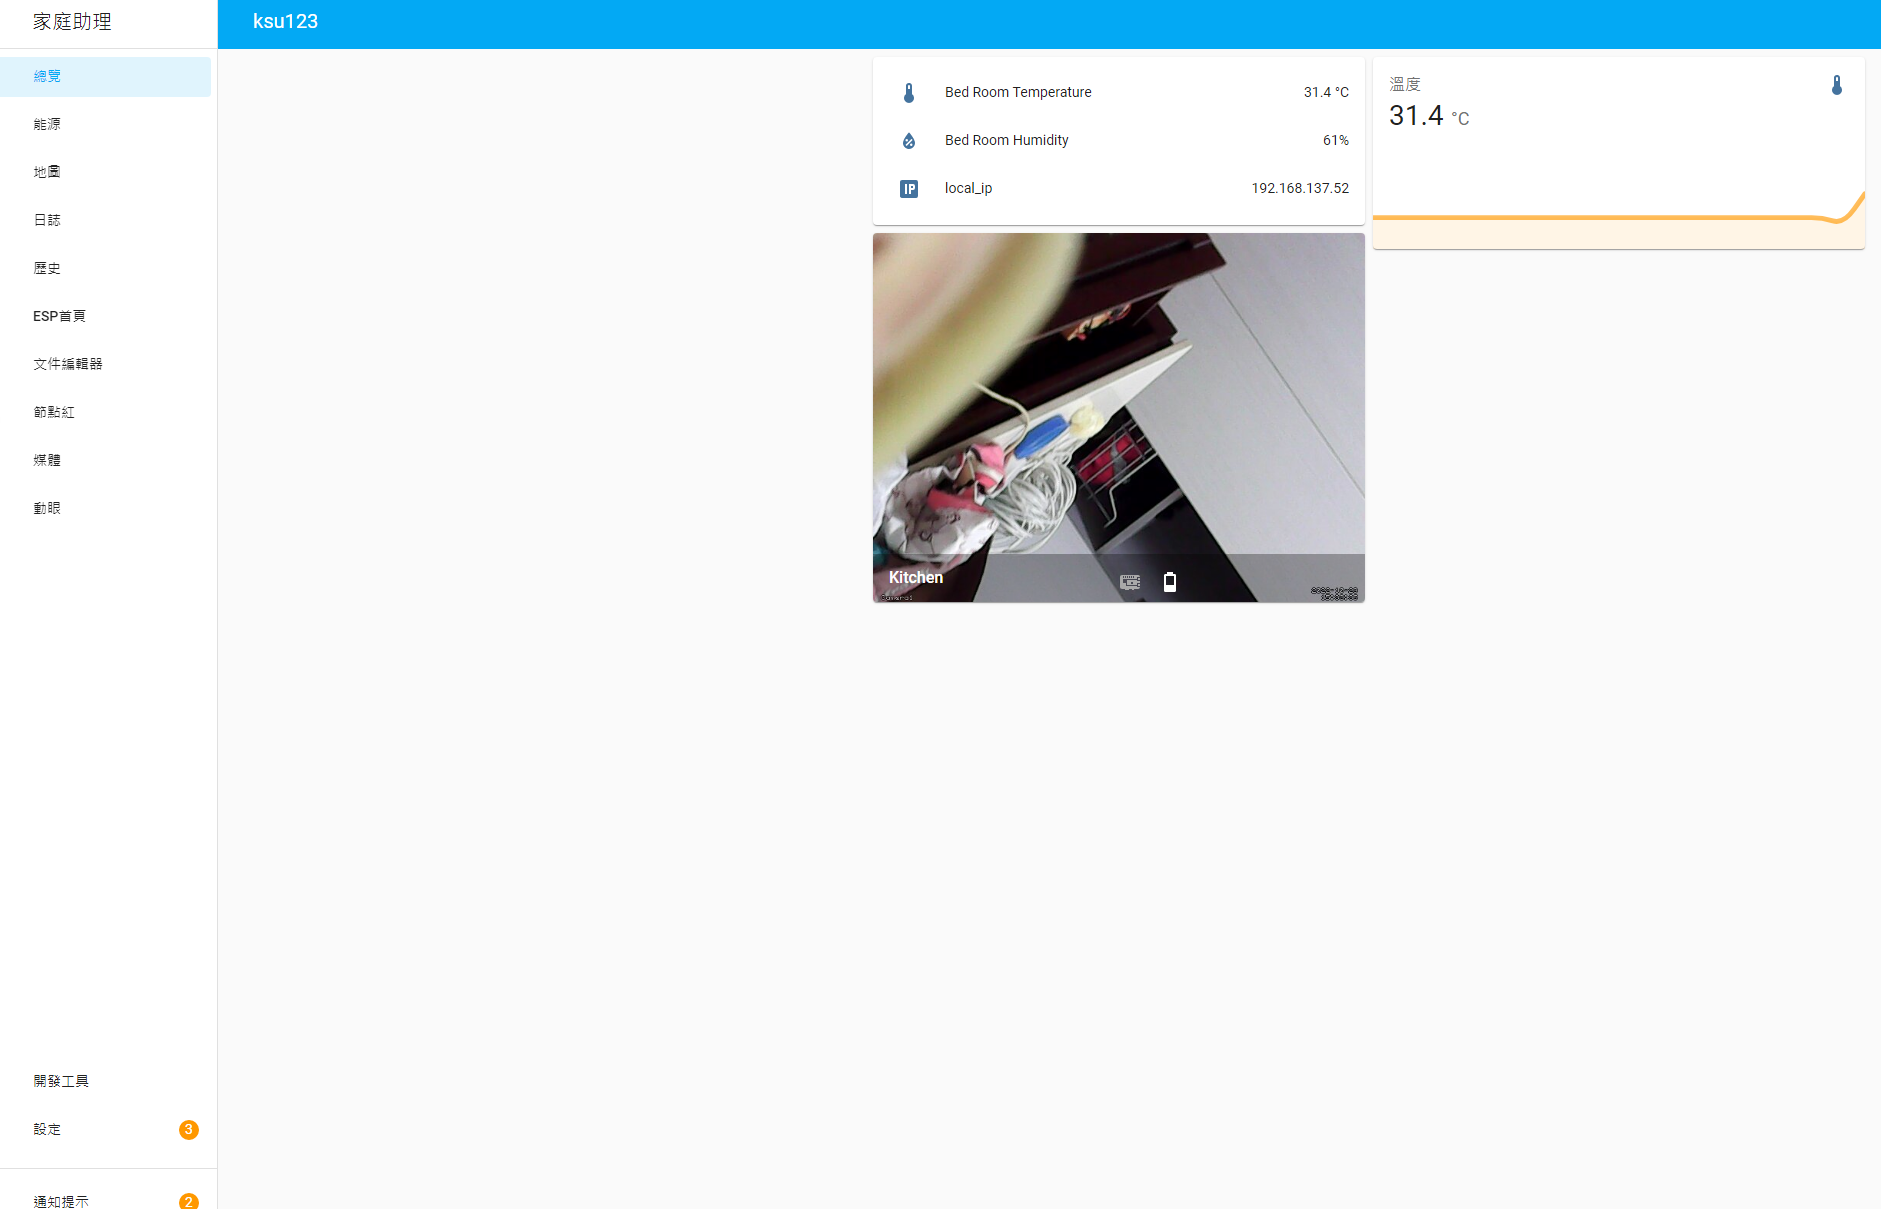 家庭助理
ksu123
總覽
能源
地圖
日誌
歷史
ESP首頁
文件編輯器
節點紅
媒體
動眼
開發工具
設定 3
通知提示 2
Bed Room Temperature 31.4 °C
Bed Room Humidity 61%
IP local_ip 192.168.137.52
Kitchen
溫度
31.4 °C